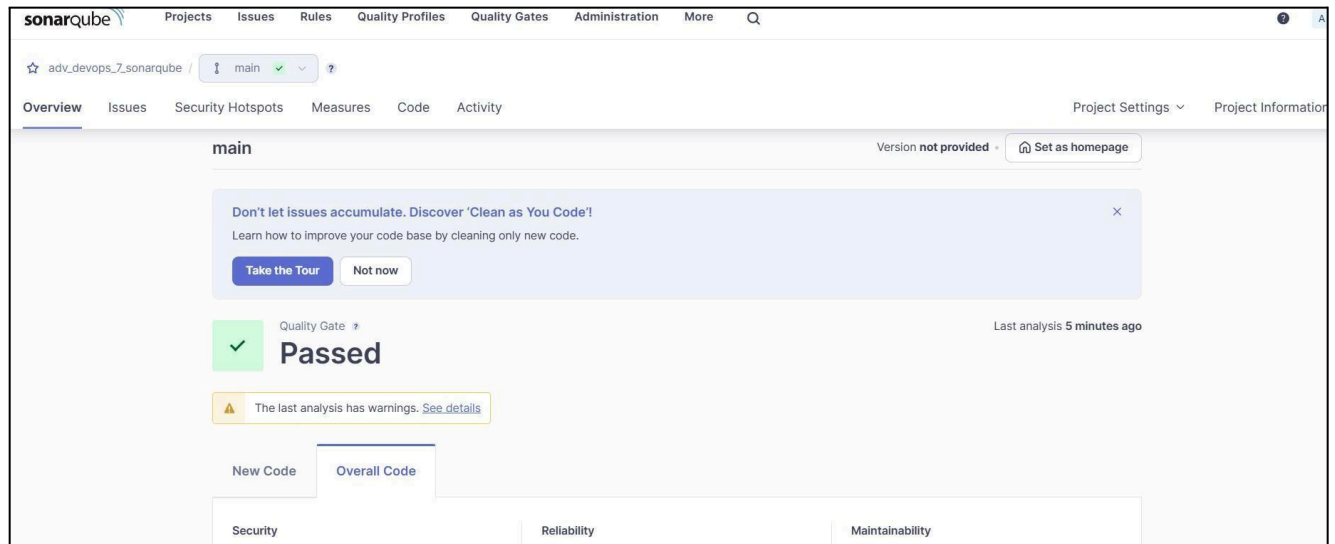 sonarqube Projects Issues Rules Quality Profiles Quality Gates Administration More ? A
adv_devops_7_sonarqube / main ?
Overview Issues Security Hotspots Measures Code Activity Project Settings Project Information
main Version not provided Set as homepage
Don't let issues accumulate. Discover 'Clean as You Code'!
Learn how to improve your code base by cleaning only new code.
Take the Tour Not now
Quality Gate ? Last analysis 5 minutes ago
Passed
The last analysis has warnings. See details
New Code Overall Code
Security Reliability Maintainability